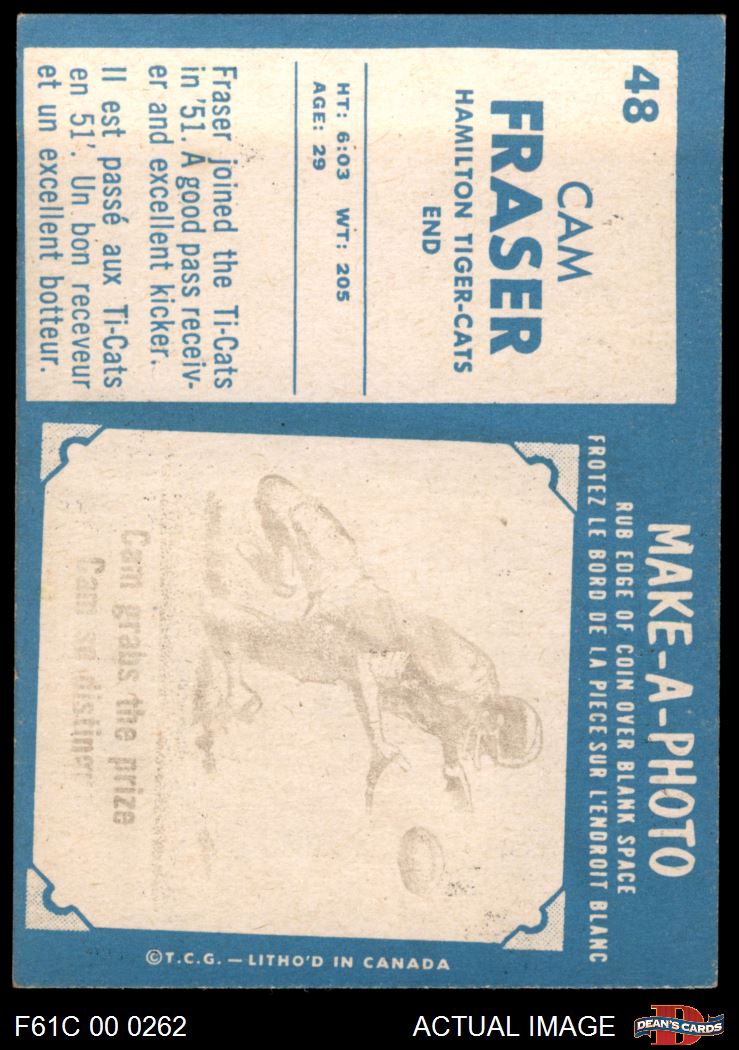 48
CAM
FRASER
HAMILTON TIGER-CATS
END
HT: 6:03 WT: 205
AGE: 29
Fraser joined the Ti-Cats
in '51. A good pass receiv-
er and excellent kicker.
Il est passé aux Ti-Cats
en 51'. Un bon receveur
et un excellent botteur.
MAKE-A-PHOTO
RUB EDGE OF COIN OVER BLANK SPACE
FROTEZ LE BORD DE LA PIECE SUR L'ENDROIT BLANC
Cam grabs the prize
Cam se
©T.C.G. — LITHO'D IN CANADA
F61C 00 0262
ACTUAL IMAGE
DEAN'S CARDS